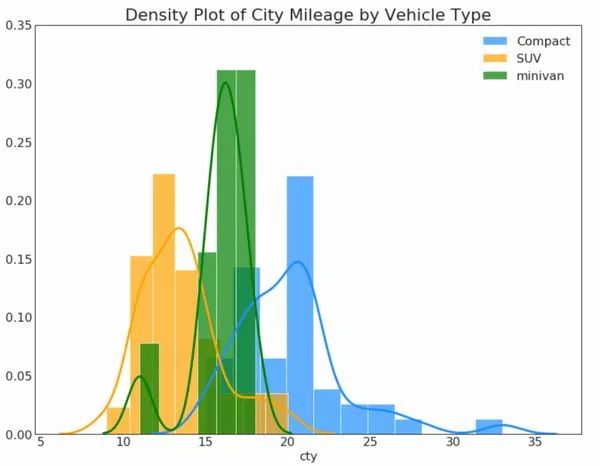 Density Plot of City Mileage by Vehicle Type
0.35
0.30
0.25
0.20
0.15
0.10
0.05
0.00
Compact
SUV
minivan
5 10 15 20 25 30 35
cty